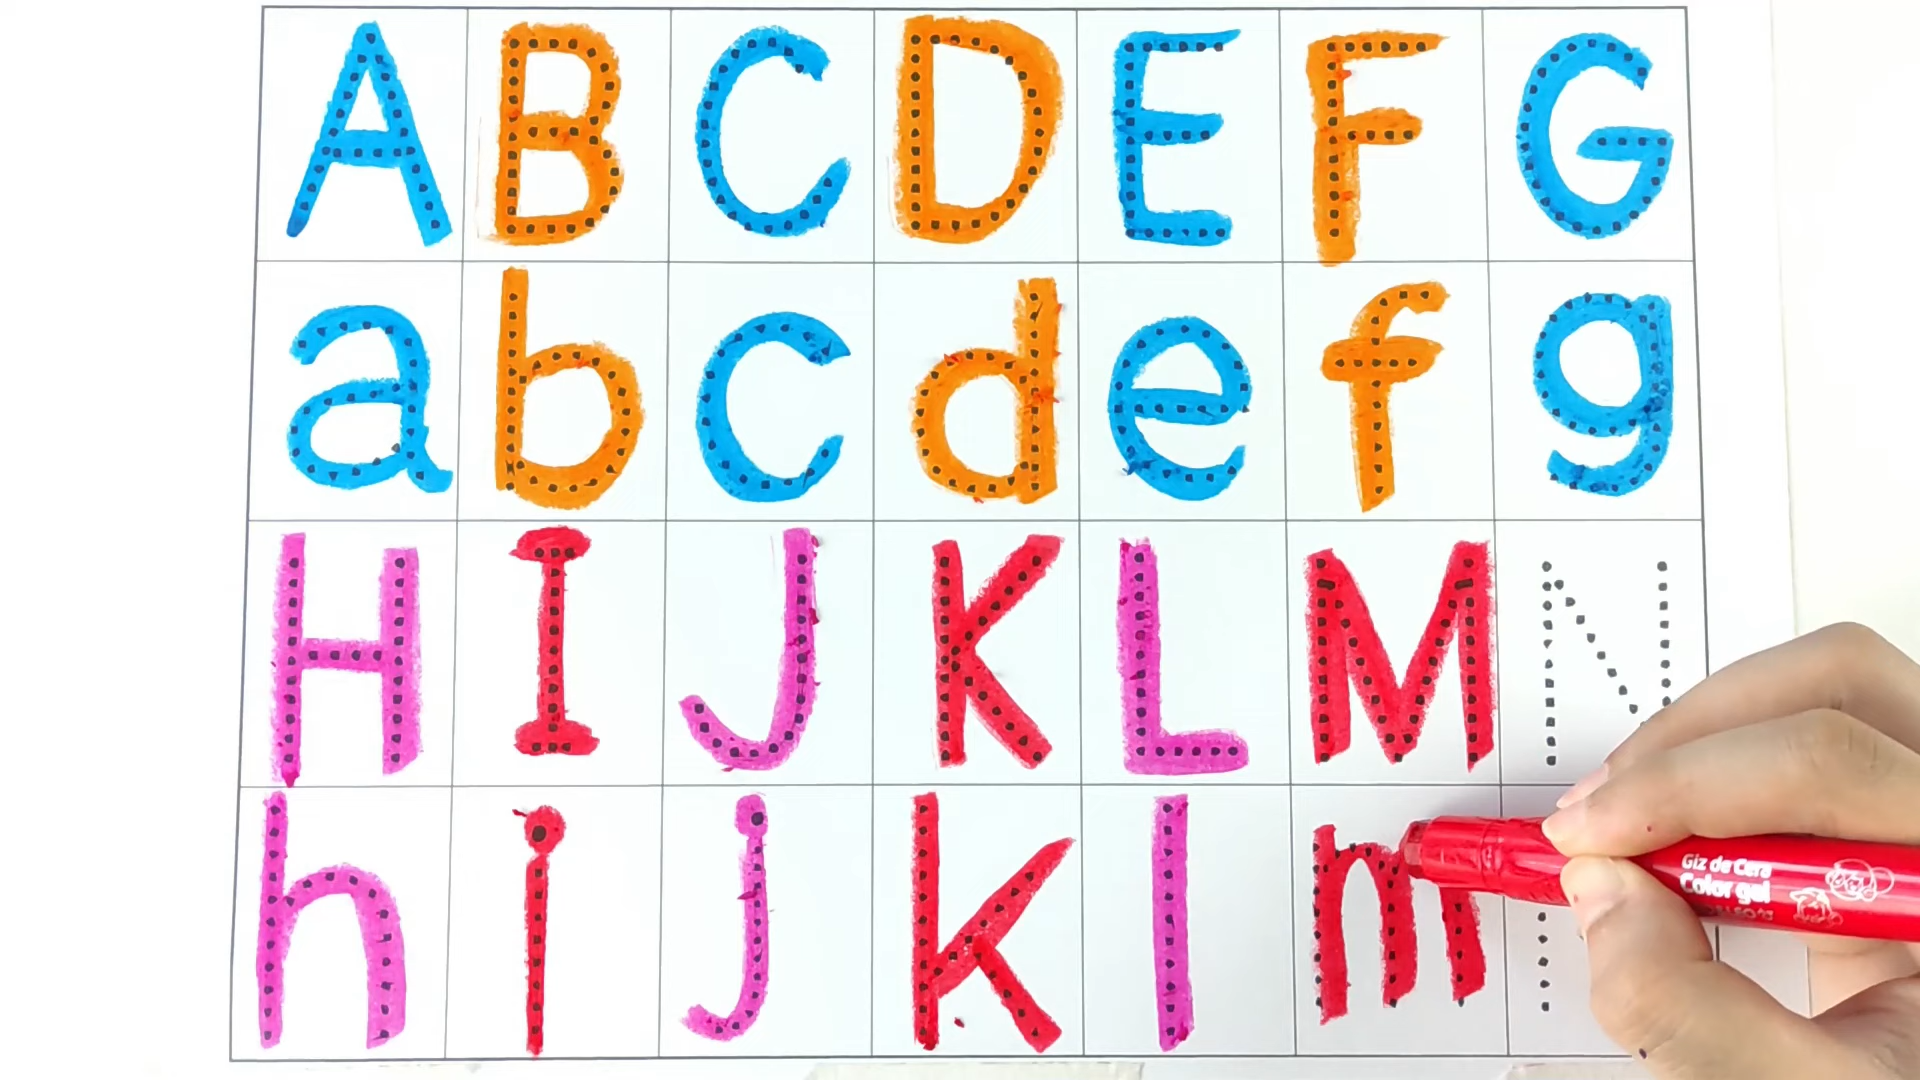 A B C D E F G
a b c d e f g
H I J K L M N
h i j k l m
Giz de Cera
Color gel